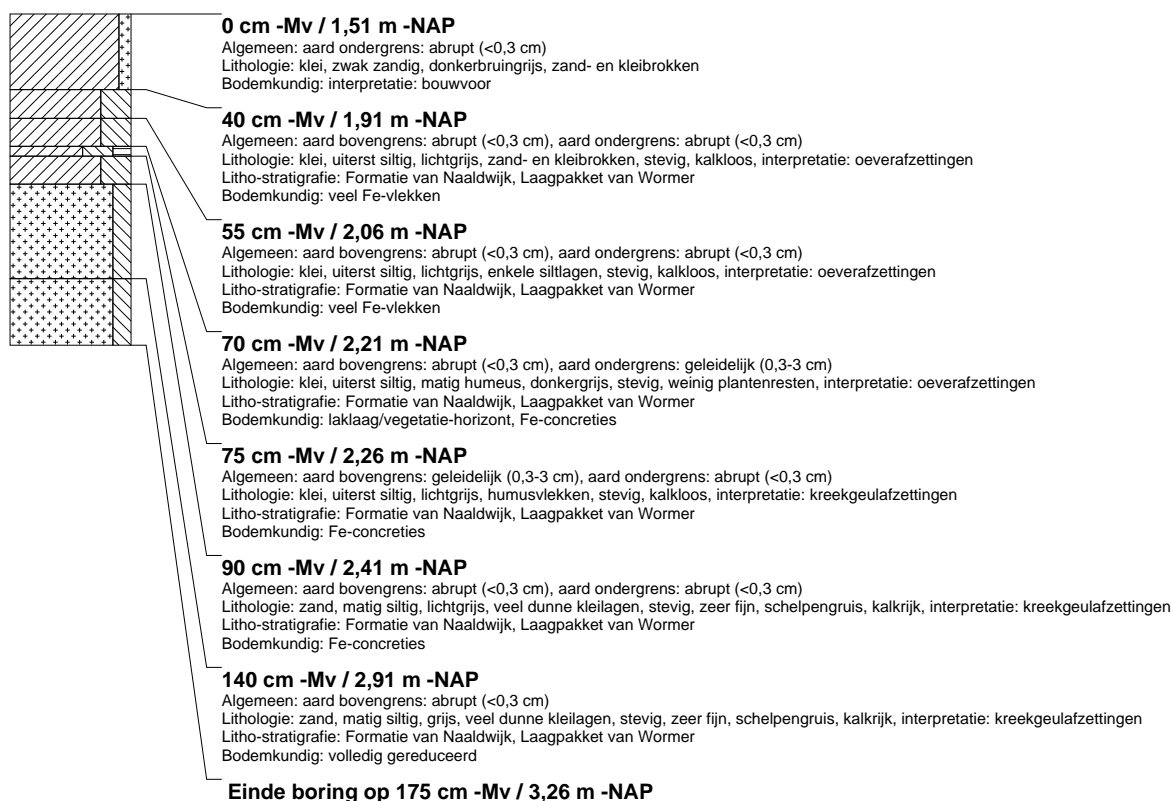 0 cm -Mv / 1,51 m -NAP
Algemeen: aard ondergrens: abrupt (<0,3 cm)
Lithologie: klei, zwak zandig, donkerbruingrijs, zand- en kleibrokken
Bodemkundig: interpretatie: bouwvoor
40 cm -Mv / 1,91 m -NAP
Algemeen: aard bovengrens: abrupt (<0,3 cm), aard ondergrens: abrupt (<0,3 cm)
Lithologie: klei, uiterst siltig, lichtgrijs, zand- en kleibrokken, stevig, kalkloos, interpretatie: oeverafzettingen
Litho-stratigrafie: Formatie van Naaldwijk, Laagpakket van Wormer
Bodemkundig: veel Fe-vlekken
55 cm -Mv / 2,06 m -NAP
Algemeen: aard bovengrens: abrupt (<0,3 cm), aard ondergrens: abrupt (<0,3 cm)
Lithologie: klei, uiterst siltig, lichtgrijs, enkele siltlagen, stevig, kalkloos, interpretatie: oeverafzettingen
Litho-stratigrafie: Formatie van Naaldwijk, Laagpakket van Wormer
Bodemkundig: veel Fe-vlekken
70 cm -Mv / 2,21 m -NAP
Algemeen: aard bovengrens: abrupt (<0,3 cm), aard ondergrens: geleidelijk (0,3-3 cm)
Lithologie: klei, uiterst siltig, matig humeus, donkergrijs, stevig, weinig plantenresten, interpretatie: oeverafzettingen
Litho-stratigrafie: Formatie van Naaldwijk, Laagpakket van Wormer
Bodemkundig: laklaag/vegetatie-horizont, Fe-concreties
75 cm -Mv / 2,26 m -NAP
Algemeen: aard bovengrens: geleidelijk (0,3-3 cm), aard ondergrens: abrupt (<0,3 cm)
Lithologie: klei, uiterst siltig, lichtgrijs, humusvlekken, stevig, kalkloos, interpretatie: kreekgeulafzettingen
Litho-stratigrafie: Formatie van Naaldwijk, Laagpakket van Wormer
Bodemkundig: Fe-concreties
90 cm -Mv / 2,41 m -NAP
Algemeen: aard bovengrens: abrupt (<0,3 cm), aard ondergrens: abrupt (<0,3 cm)
Lithologie: zand, matig siltig, lichtgrijs, veel dunne kleilagen, stevig, zeer fijn, schelpengruis, kalkrijk, interpretatie: kreekgeulafzettingen
Litho-stratigrafie: Formatie van Naaldwijk, Laagpakket van Wormer
Bodemkundig: Fe-concreties
140 cm -Mv / 2,91 m -NAP
Algemeen: aard bovengrens: abrupt (<0,3 cm)
Lithologie: zand, matig siltig, grijs, veel dunne kleilagen, stevig, zeer fijn, schelpengruis, kalkrijk, interpretatie: kreekgeulafzettingen
Litho-stratigrafie: Formatie van Naaldwijk, Laagpakket van Wormer
Bodemkundig: volledig gereduceerd
Einde boring op 175 cm -Mv / 3,26 m -NAP